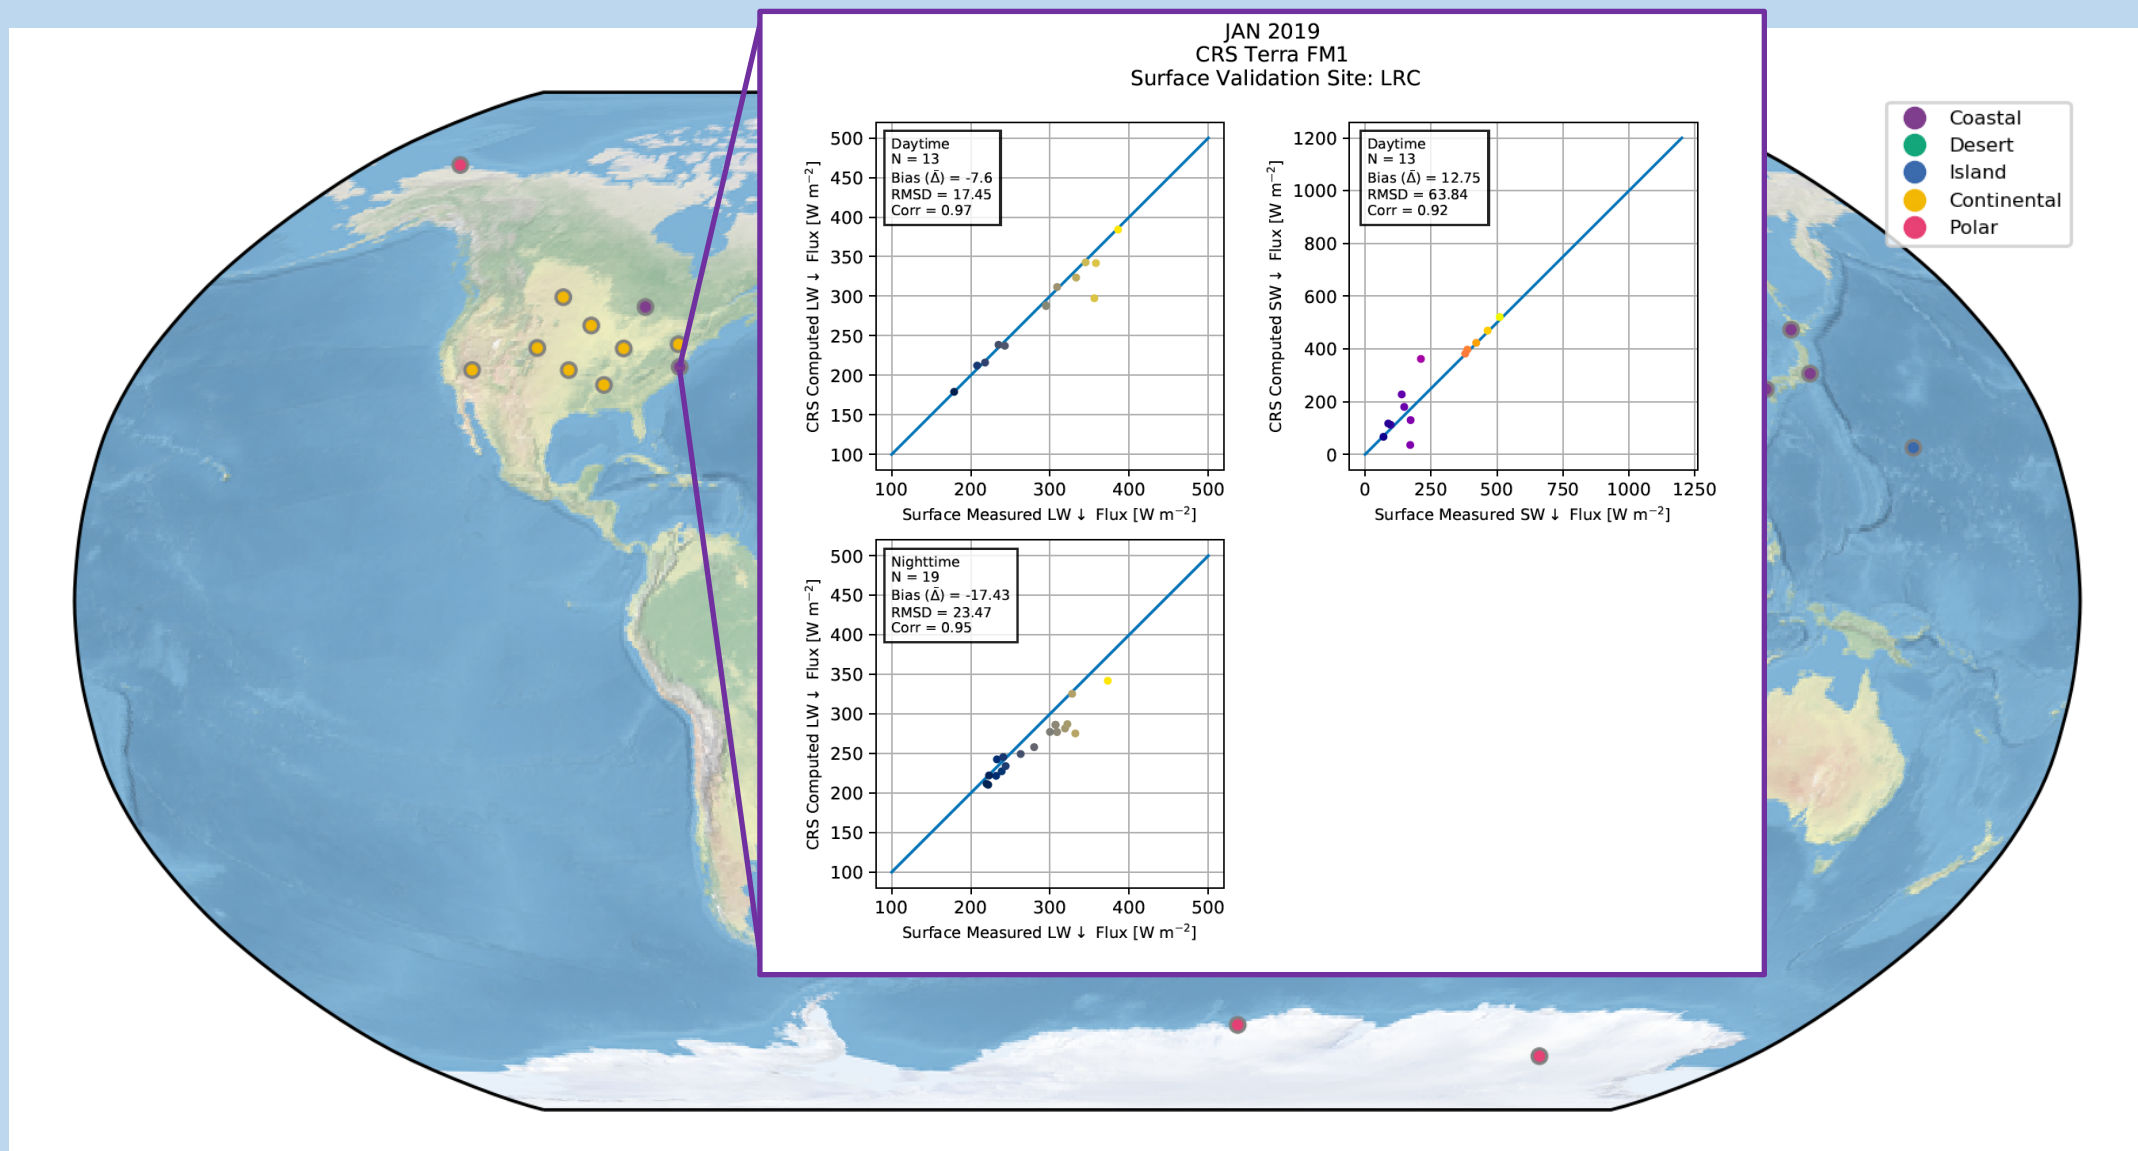 JAN 2019
CRS Terra FM1
Surface Validation Site: LRC
Daytime
N = 13
Bias (Δ̄) = -7.6
RMSD = 17.45
Corr = 0.97
CRS Computed LW ↓ Flux [W m⁻²]
500
450
400
350
300
250
200
150
100
100 200 300 400 500
Surface Measured LW ↓ Flux [W m⁻²]
Daytime
N = 13
Bias (Δ̄) = 12.75
RMSD = 63.84
Corr = 0.92
CRS Computed SW ↓ Flux [W m⁻²]
1200
1000
800
600
400
200
0
0 250 500 750 1000 1250
Surface Measured SW ↓ Flux [W m⁻²]
Nighttime
N = 19
Bias (Δ̄) = -17.43
RMSD = 23.47
Corr = 0.95
CRS Computed LW ↓ Flux [W m⁻²]
500
450
400
350
300
250
200
150
100
100 200 300 400 500
Surface Measured LW ↓ Flux [W m⁻²]
Coastal
Desert
Island
Continental
Polar